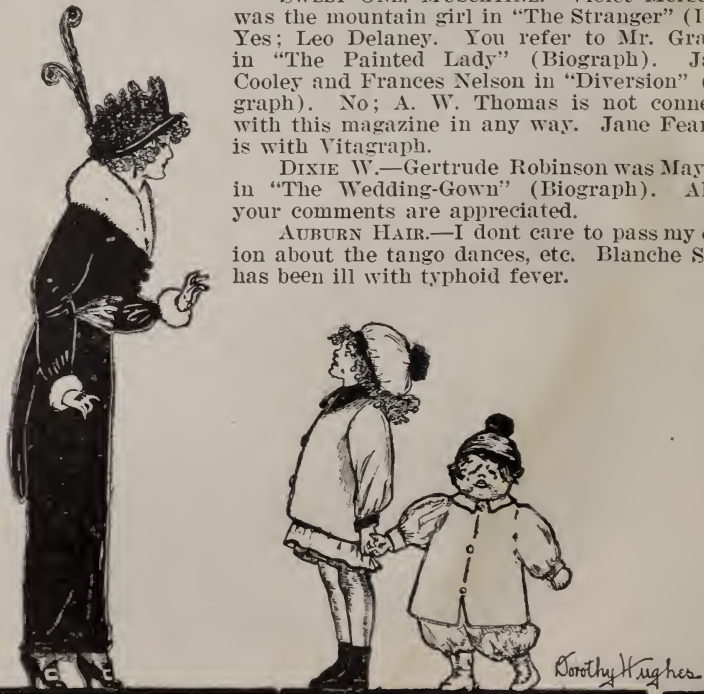 was the mountain girl in “The Stranger” (I
Yes; Leo Delaney. You refer to Mr. Gra
in “The Painted Lady” (Biograph). Ja
Cooley and Frances Nelson in “Diversion”
graph). No; A. W. Thomas is not conne
with this magazine in any way. Jane Fear
is with Vitagraph.
DIXIE W.—Gertrude Robinson was May
in “The Wedding-Gown” (Biograph). Al
your comments are appreciated.
AUBURN HAIR.—I dont care to pass my
ion about the tango dances, etc. Blanche S
has been ill with typhoid fever.
Dorothy Hughes